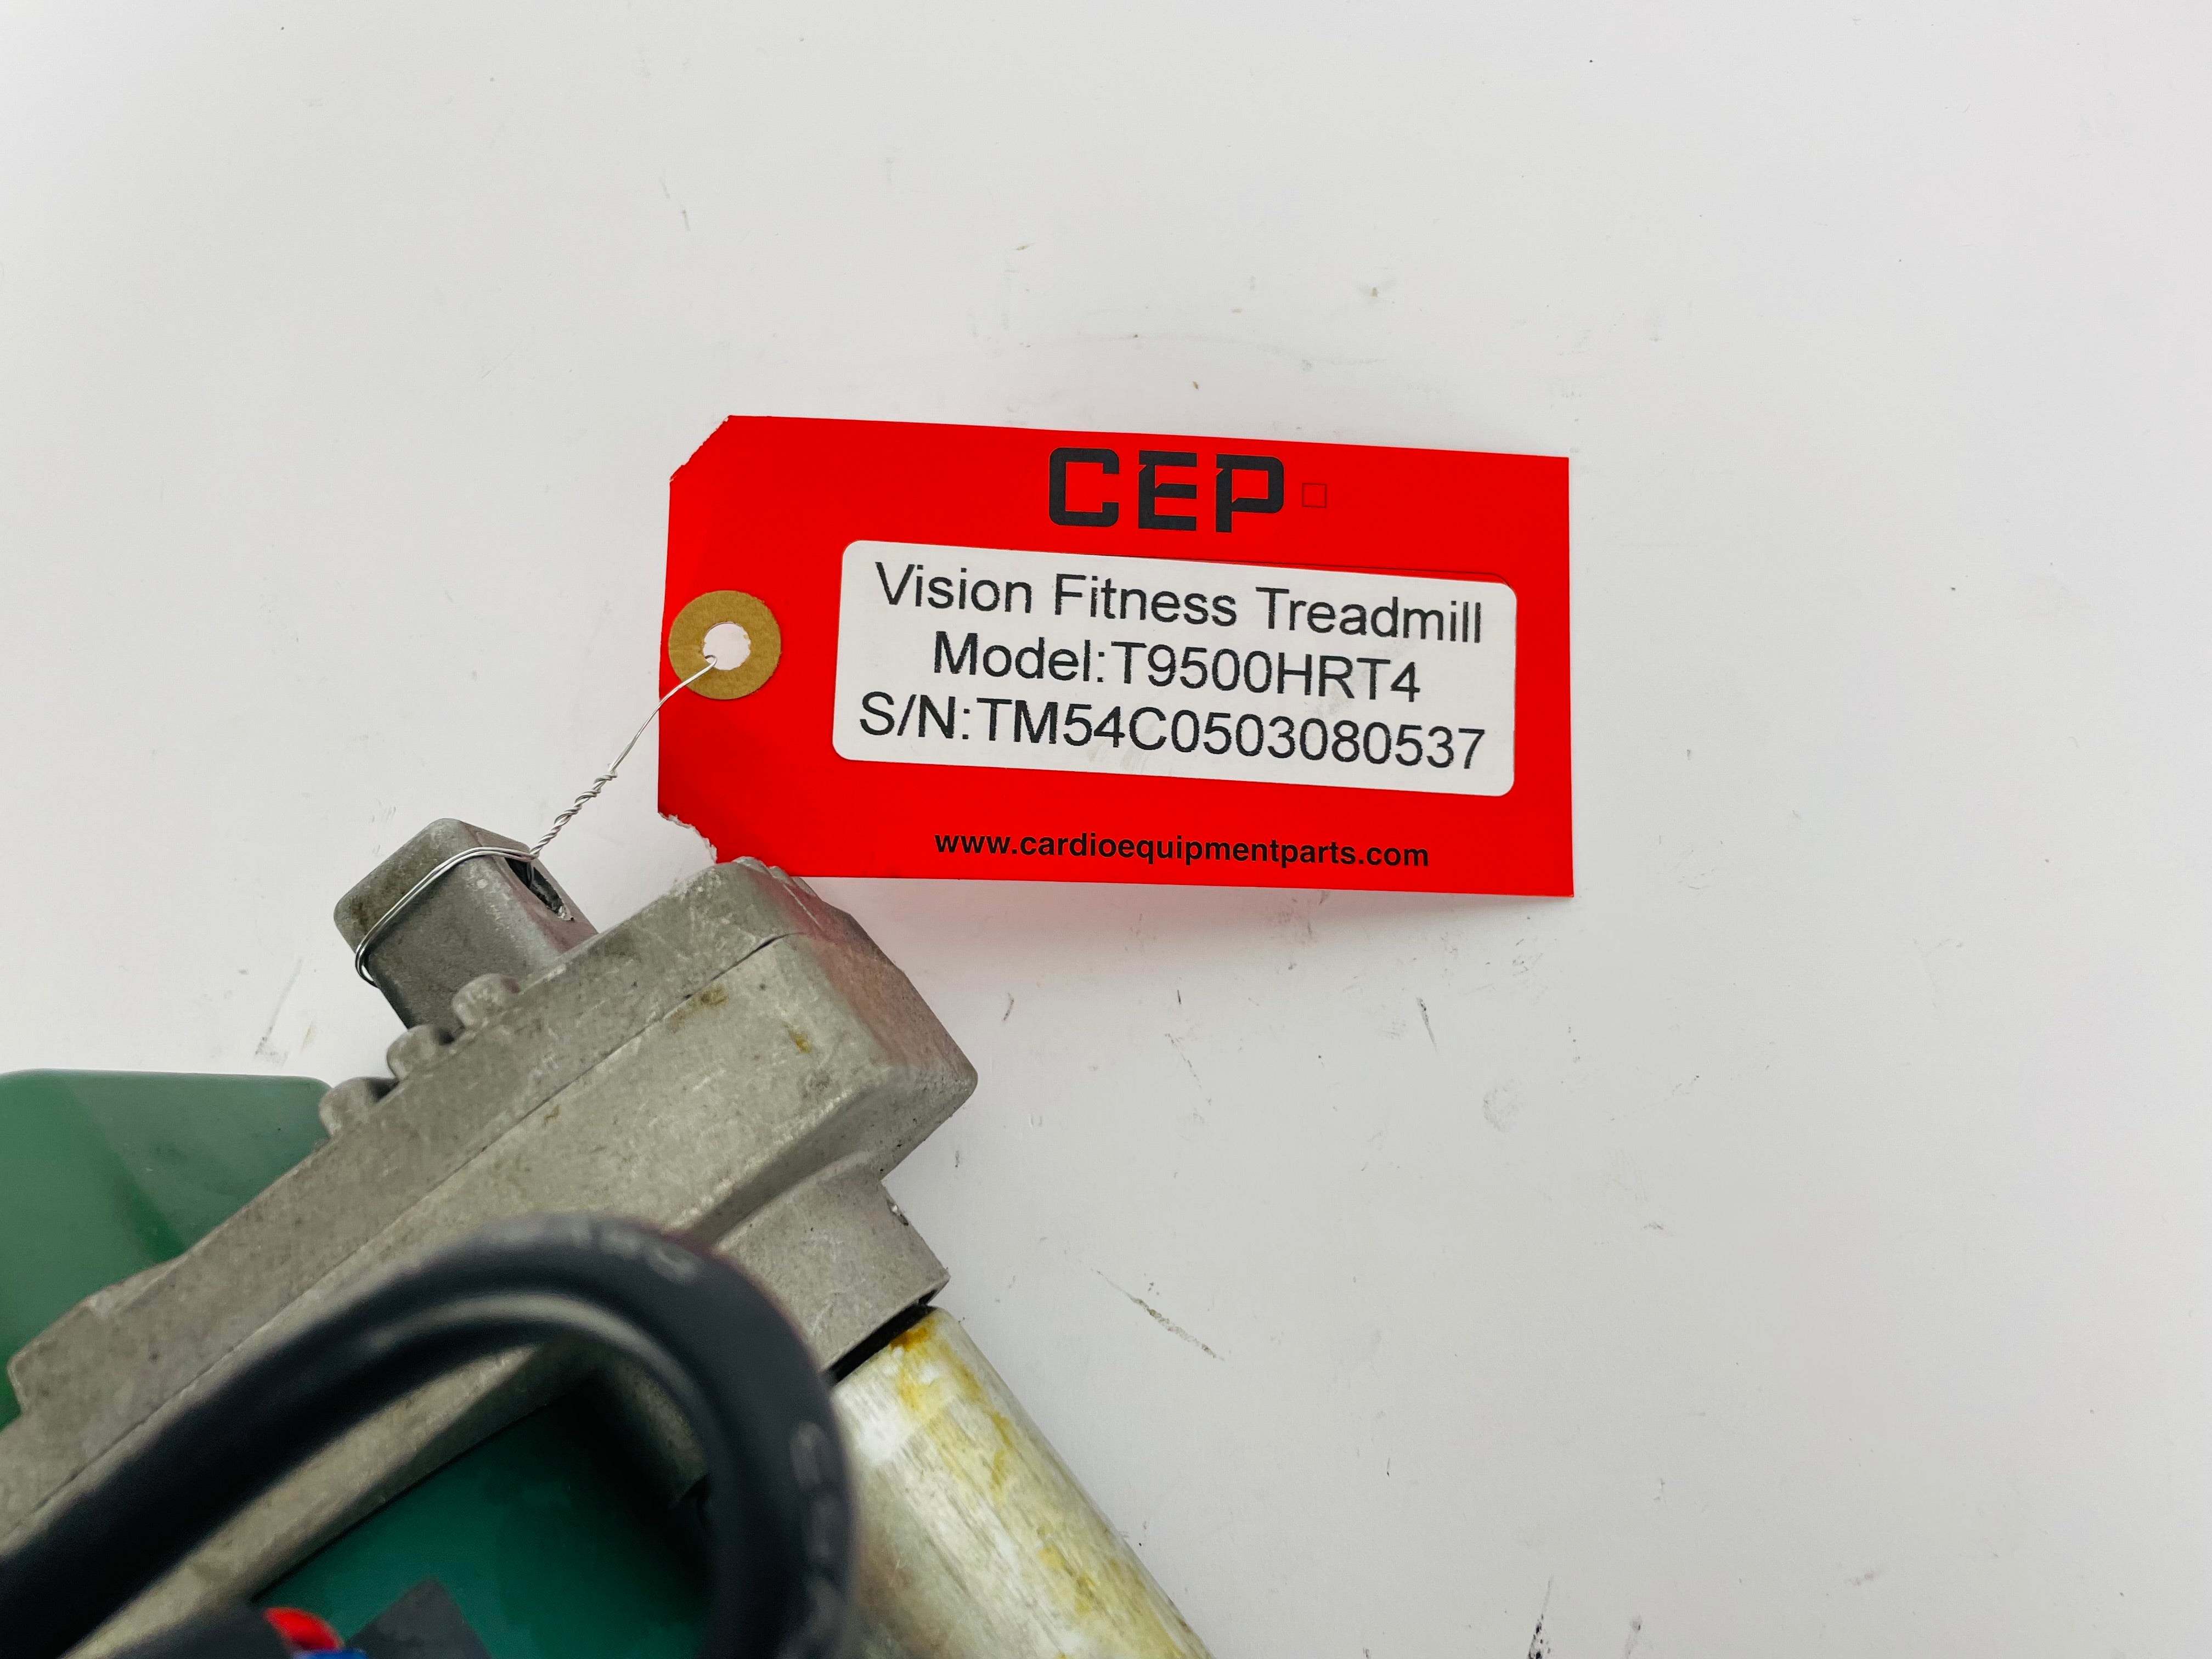 CEP
Vision Fitness Treadmill
Model:T9500HRT4
S/N:TM54C0503080537
www.cardioequipmentparts.com